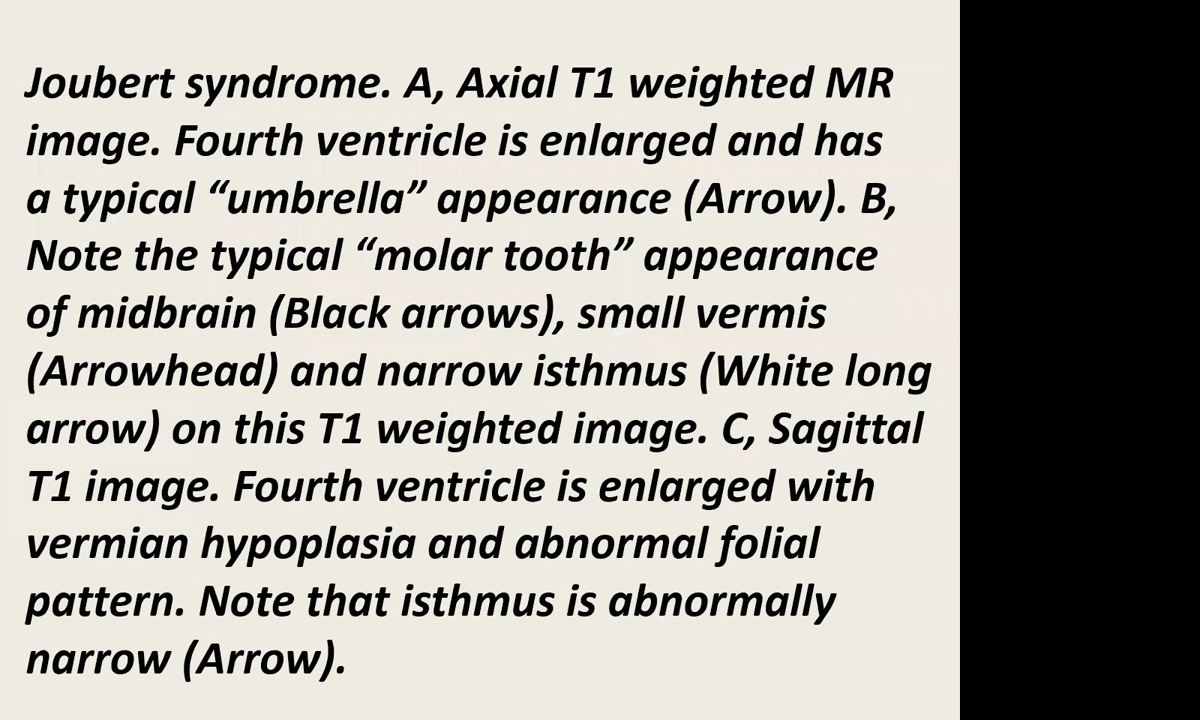 Joubert syndrome. A, Axial T1 weighted MR
image. Fourth ventricle is enlarged and has
a typical “umbrella” appearance (Arrow). B,
Note the typical “molar tooth” appearance
of midbrain (Black arrows), small vermis
(Arrowhead) and narrow isthmus (White long
arrow) on this T1 weighted image. C, Sagittal
T1 image. Fourth ventricle is enlarged with
vermian hypoplasia and abnormal folial
pattern. Note that isthmus is abnormally
narrow (Arrow).